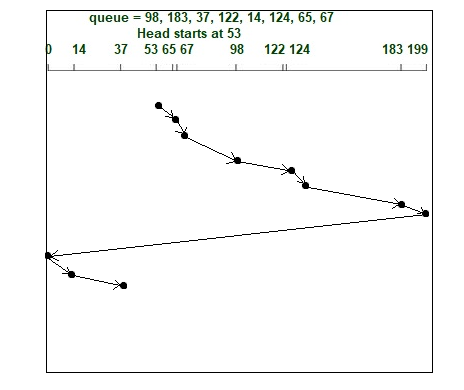 queue = 98, 183, 37, 122, 14, 124, 65, 67
Head starts at 53
0 14 37 53 65 67 98 122 124 183 199